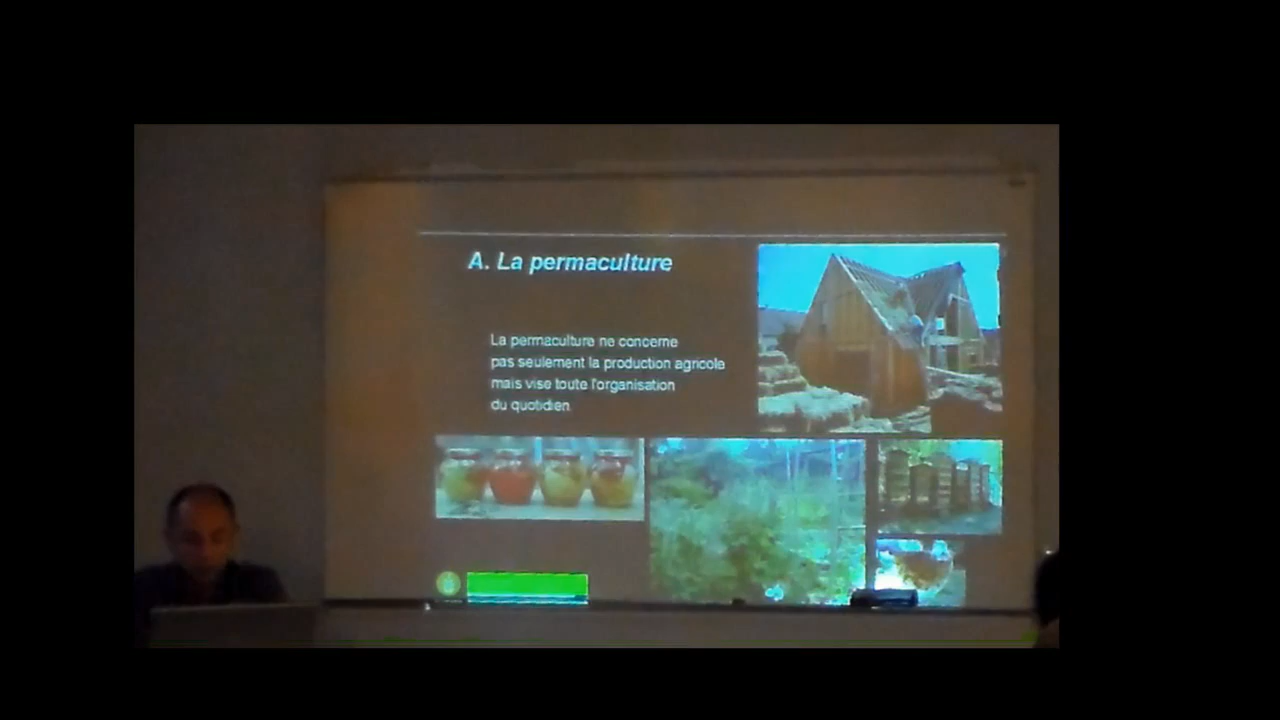 A. La permaculture
La permaculture ne concerne
pas seulement la production agricole
mais vise toute l'organisation
du quotidien